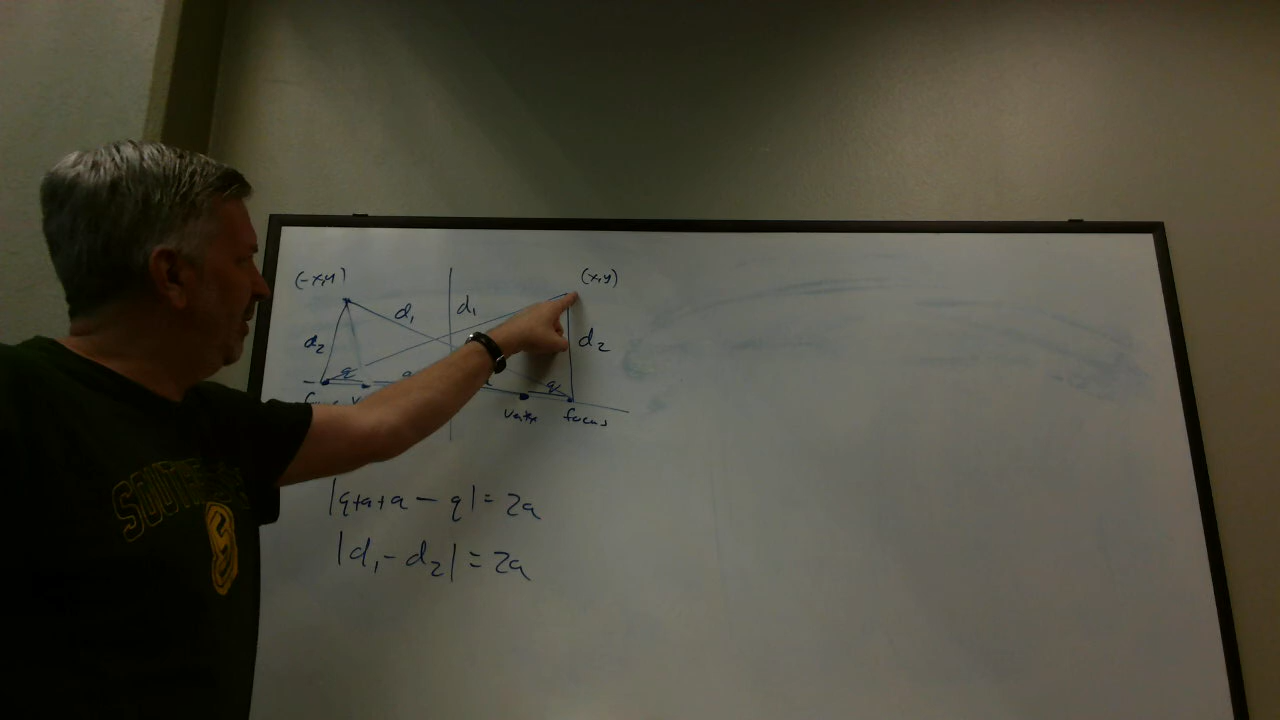 (-x,y)
(x,y)
d₁
d₁
d₂
d₂
q
a
q
vertex
focus
|q+a+a - q| = 2a
|d₁ - d₂| = 2a
S